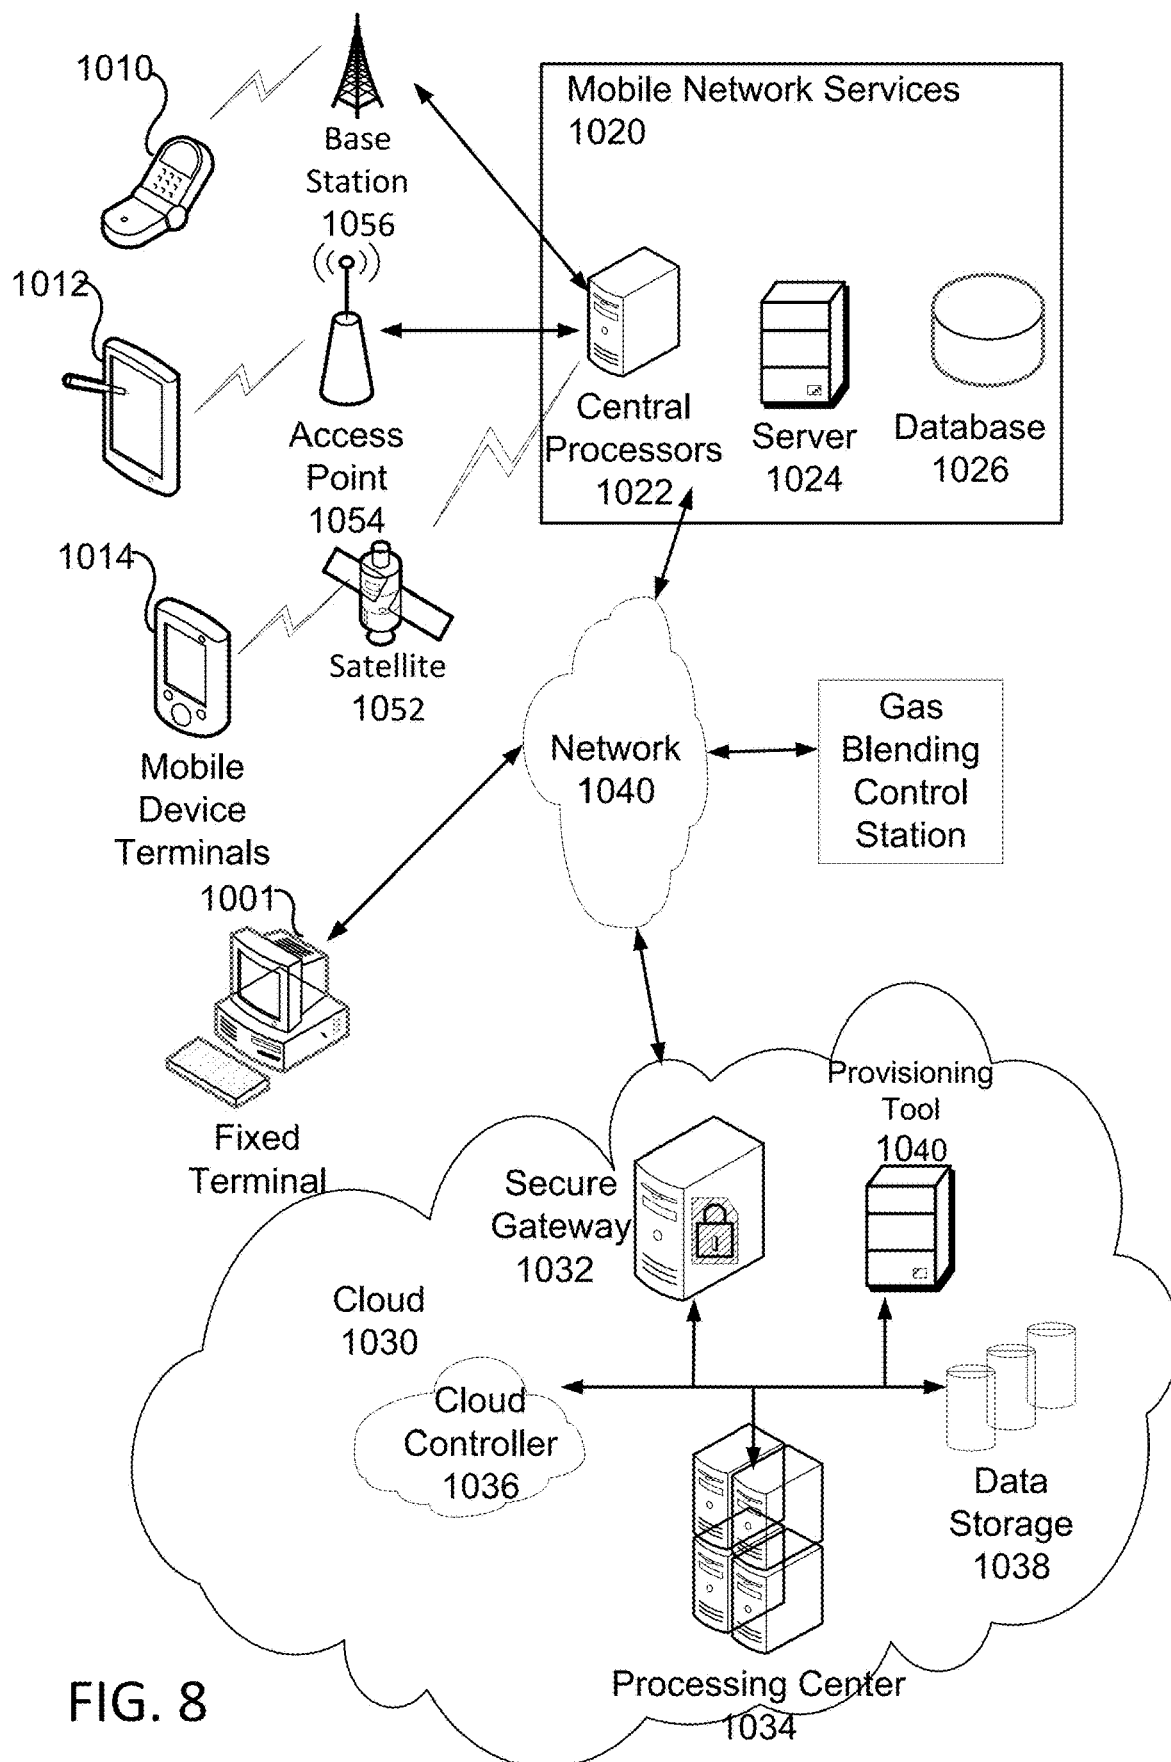 1010
Base
Station
1056
Mobile Network Services
1020
1012
Access
Point
1054
Central
Processors
1022
Server
1024
Database
1026
1014
Satellite
1052
Mobile
Device
Terminals
Network
1040
Gas
Blending
Control
Station
1001
Fixed
Terminal
Provisioning
Tool
1040
Secure
Gateway
1032
Cloud
1030
Cloud
Controller
1036
Data
Storage
1038
Processing Center
1034
FIG. 8